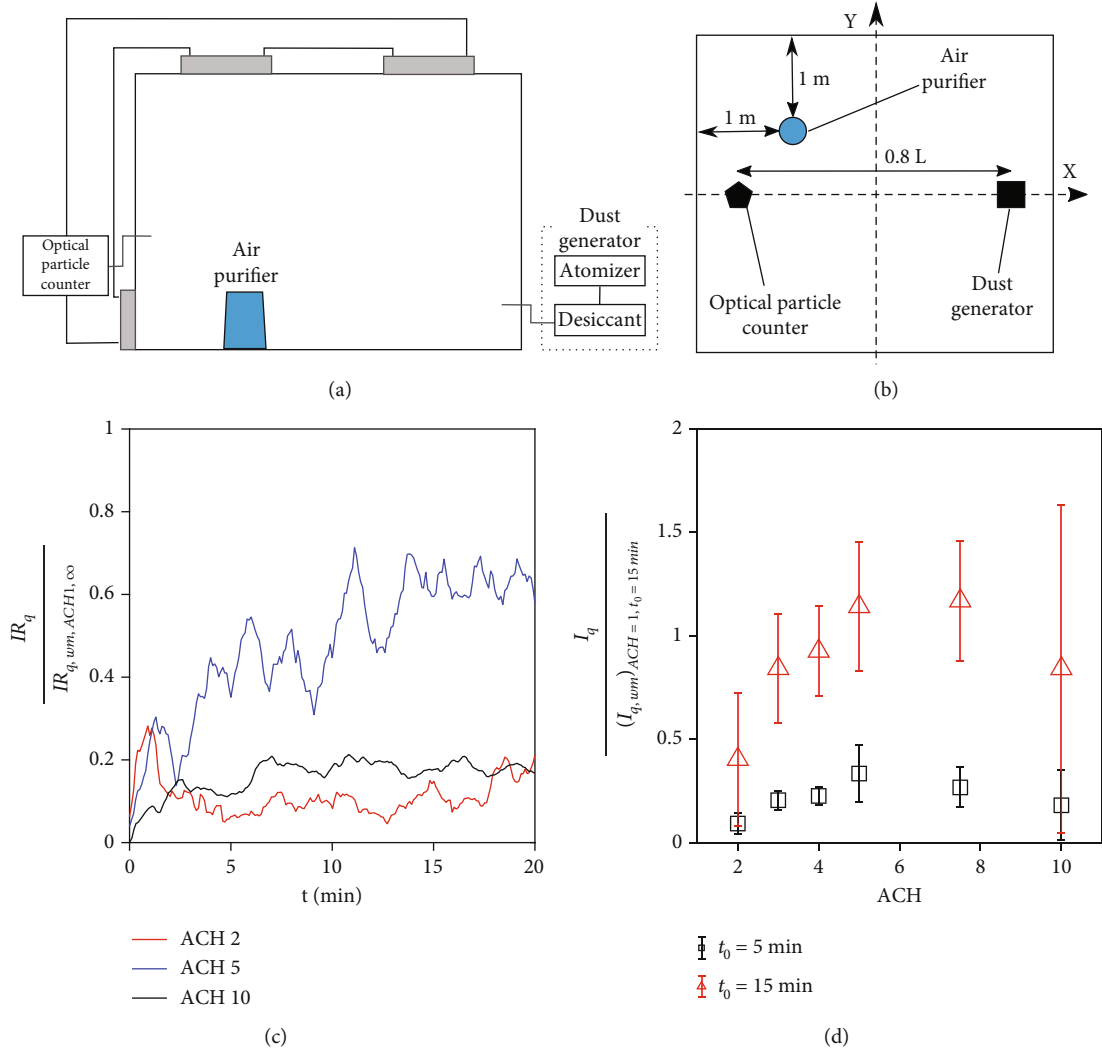 Optical
particle
counter
Air
purifier
Dust
generator
Atomizer
Desiccant
(a)
Y
Air
purifier
1 m
1 m
0.8 L
X
Optical particle
counter
Dust
generator
(b)
1
0.8
0.6
0.4
0.2
0
0
5
10
15
20
IR_q
IR_{q, wm, ACH1, ∞}
t (min)
ACH 2
ACH 5
ACH 10
(c)
2
1.5
1
0.5
0
2
4
6
8
10
I_q
(I_{q, wm})_{ACH = 1, t_0 = 15 min}
ACH
t_0 = 5 min
t_0 = 15 min
(d)